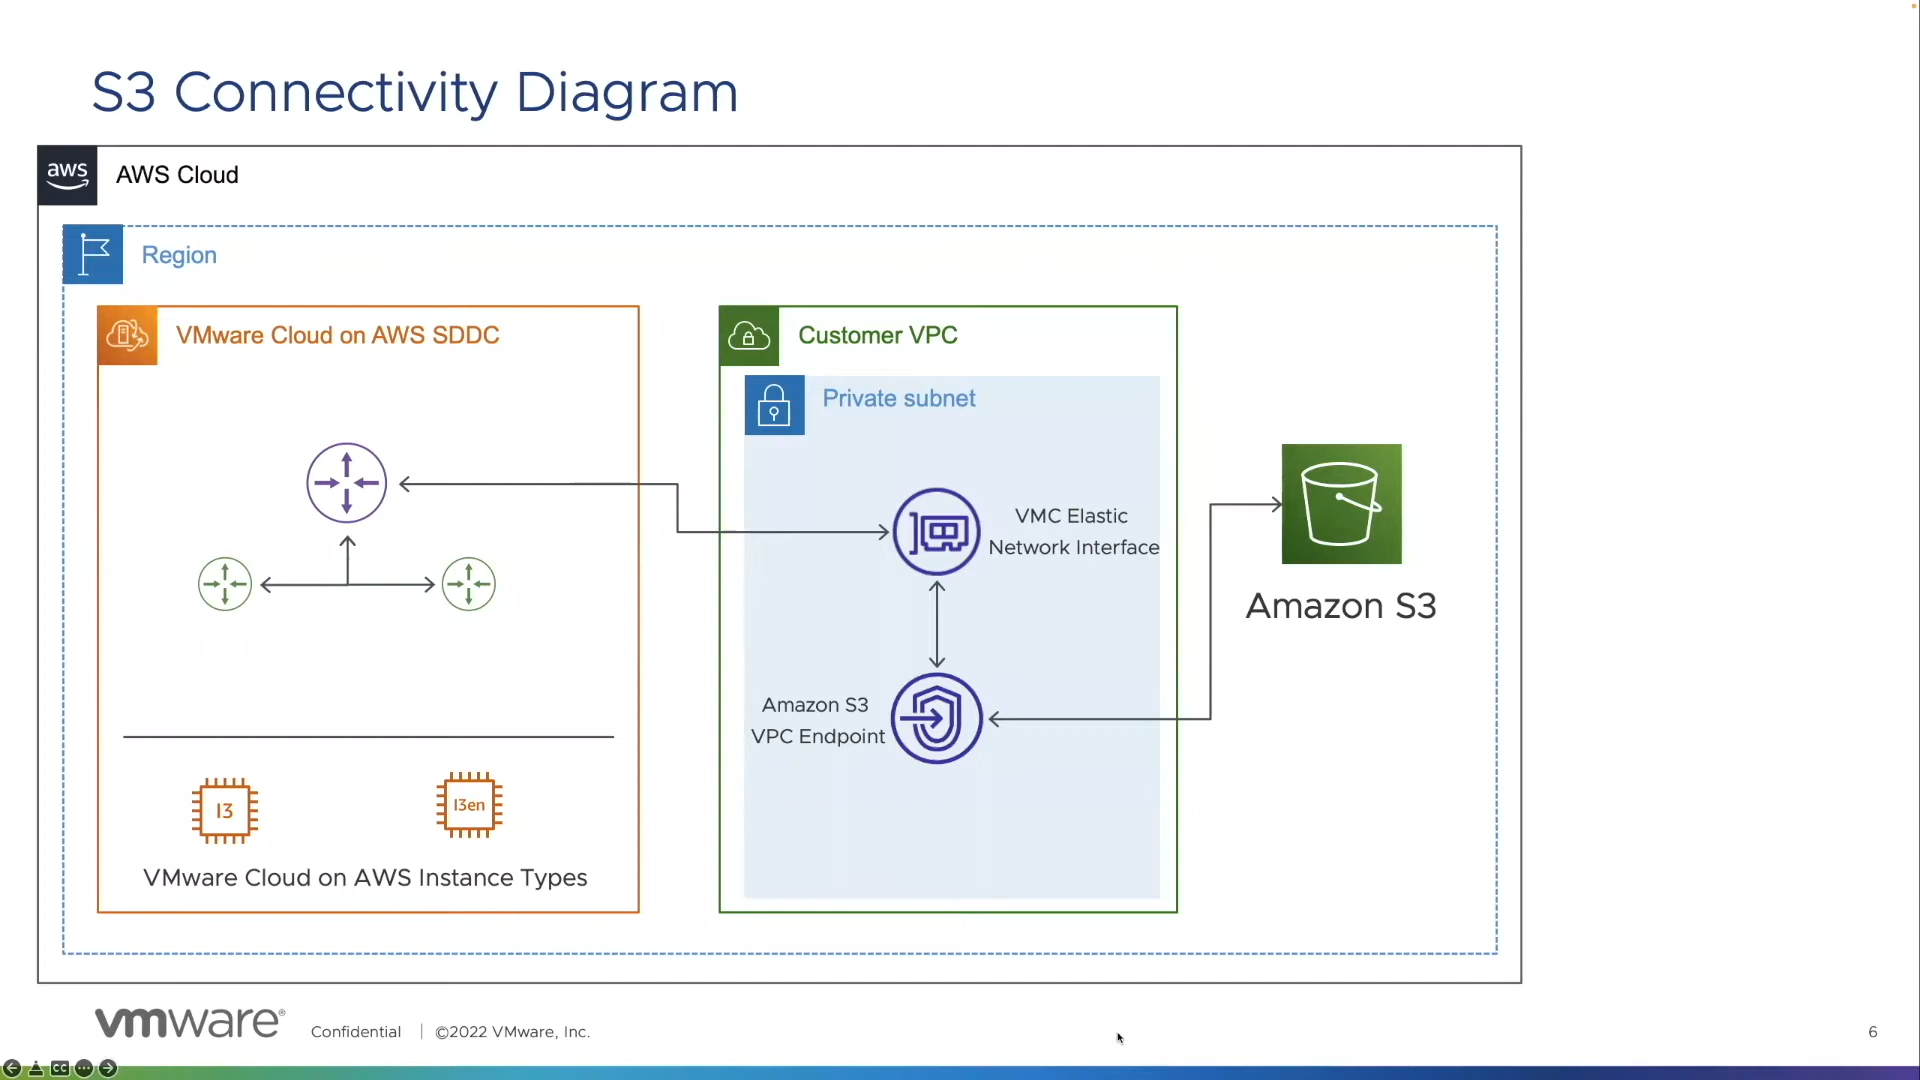 S3 Connectivity Diagram
aws
AWS Cloud
Region
VMware Cloud on AWS SDDC
Customer VPC
Private subnet
VMC Elastic
Network Interface
Amazon S3
Amazon S3
VPC Endpoint
I3
I3en
VMware Cloud on AWS Instance Types
vmware®
Confidential | ©2022 VMware, Inc.
6
CC